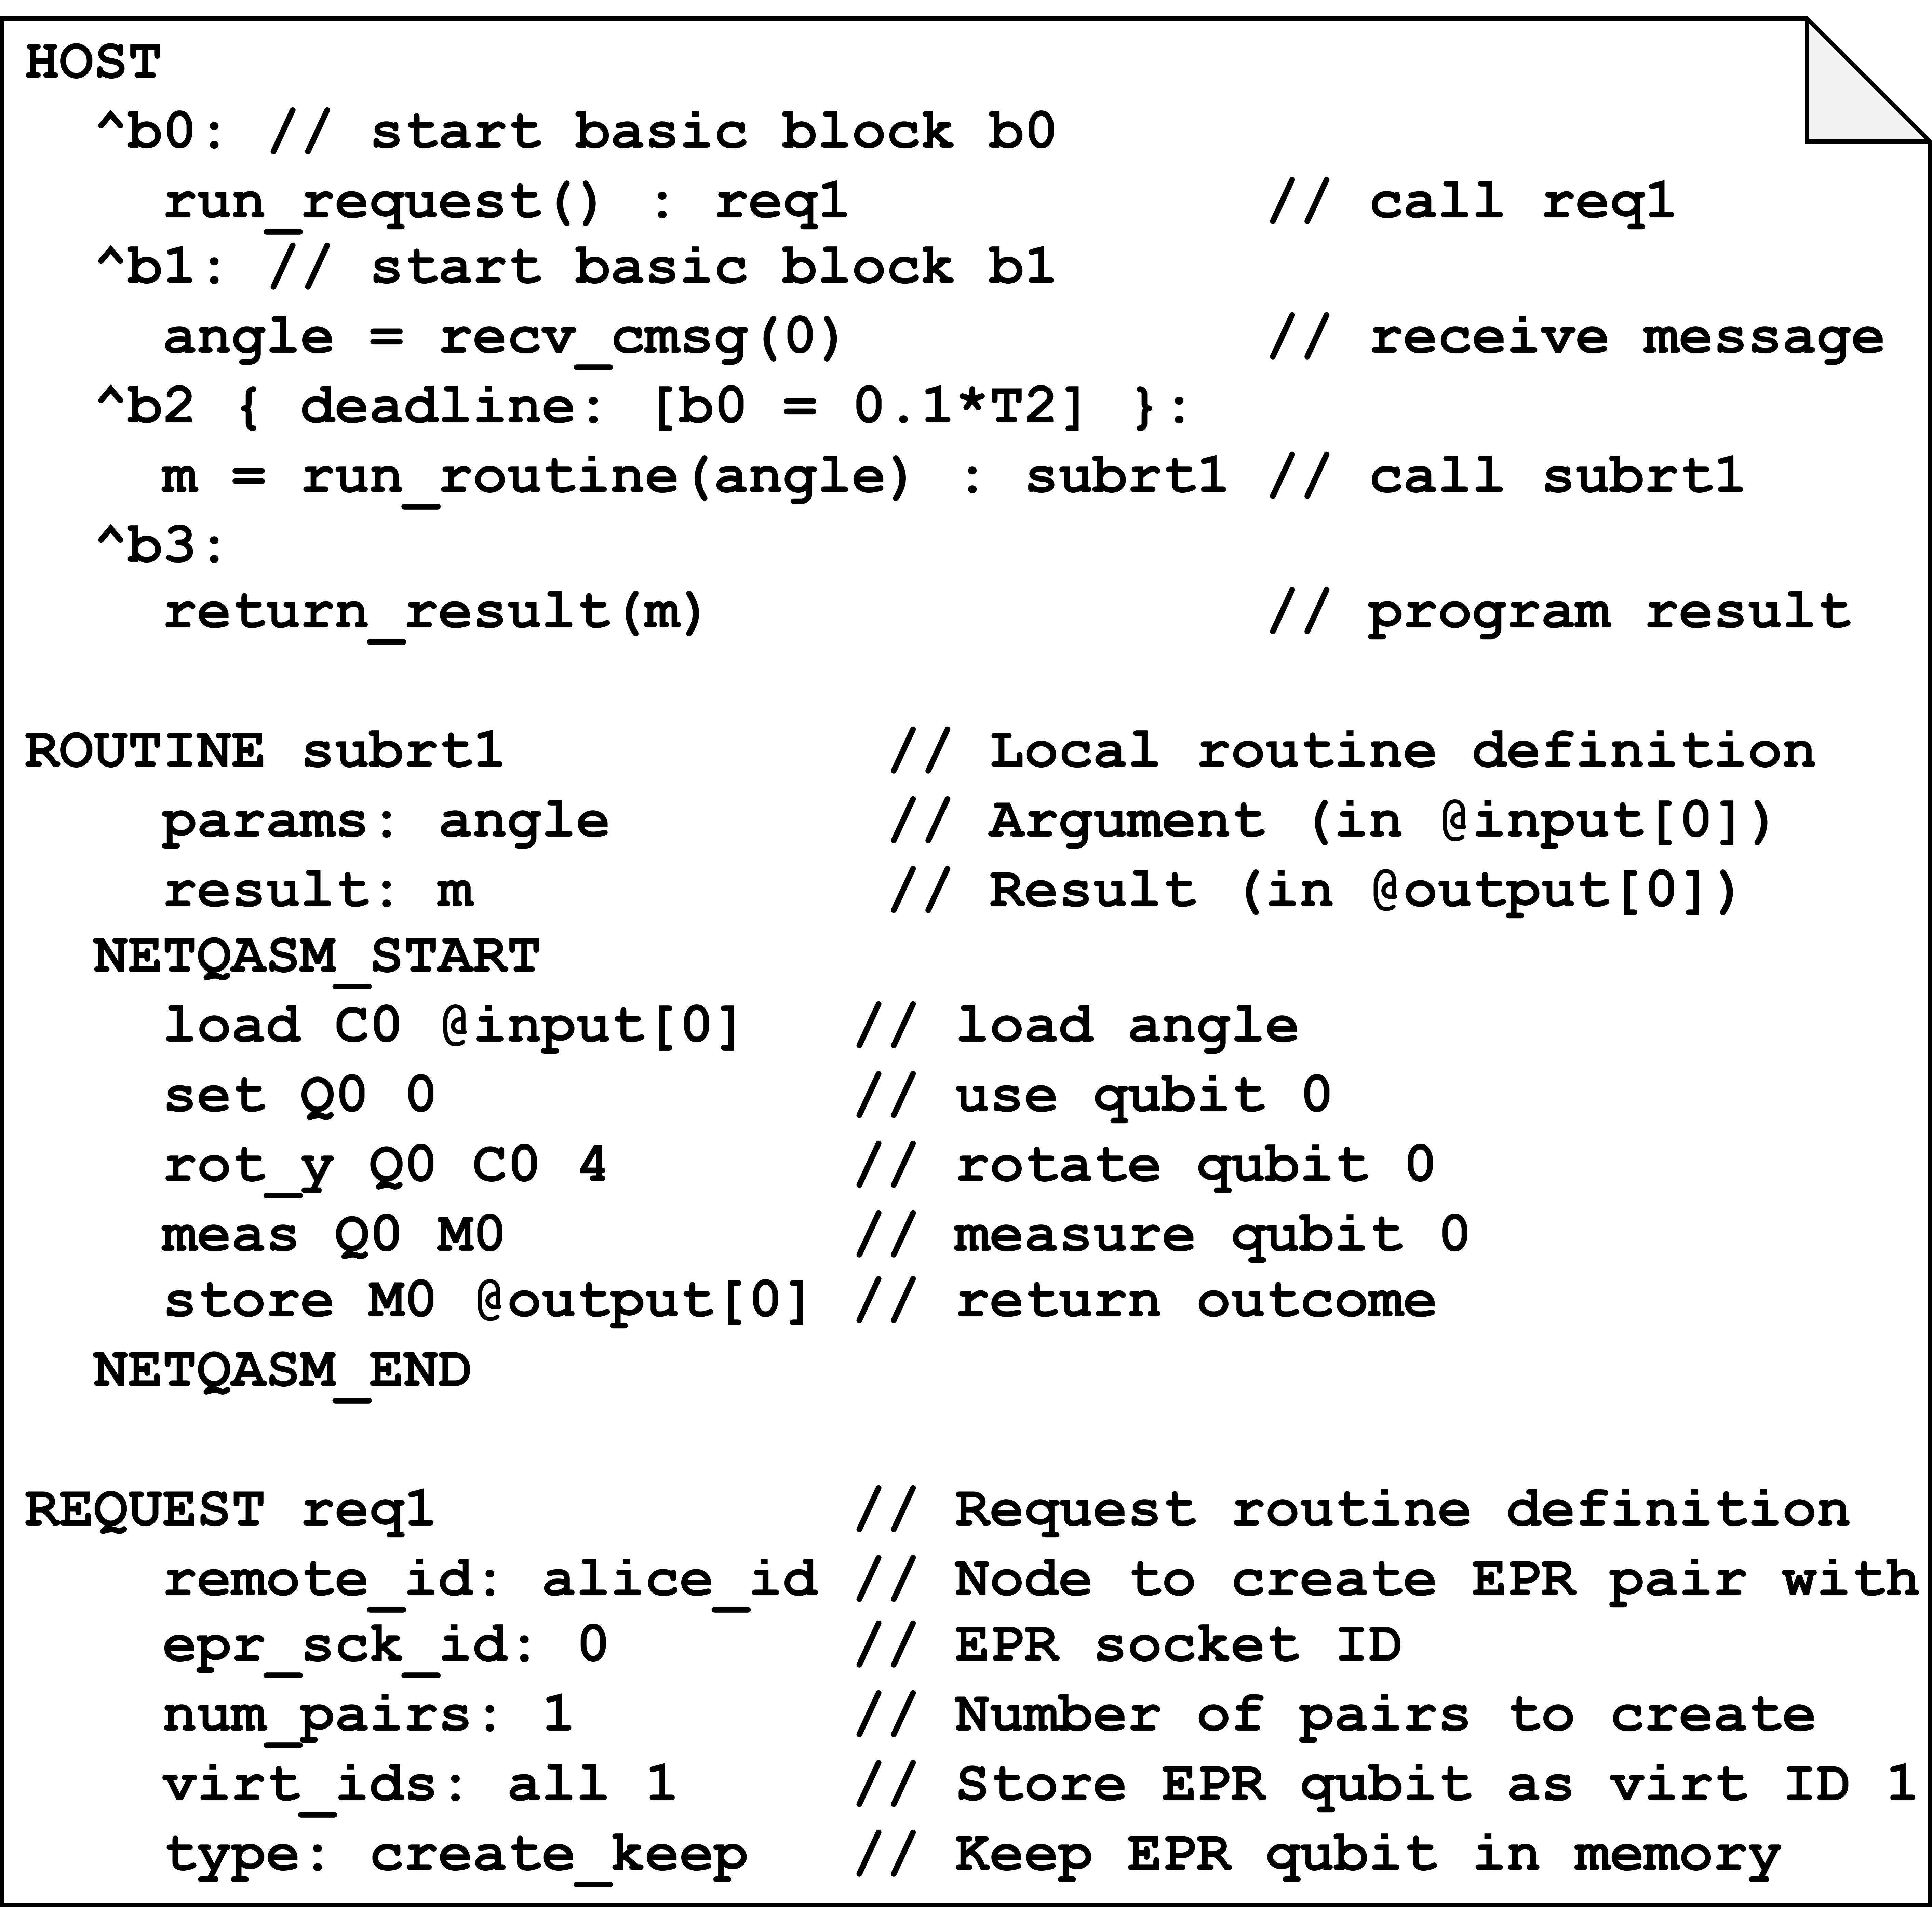 HOST
^b0: // start basic block b0
run_request() : req1 // call req1
^b1: // start basic block b1
angle = recv_cmsg(0) // receive message
^b2 { deadline: [b0 = 0.1*T2] }:
m = run_routine(angle) : subrt1 // call subrt1
^b3:
return_result(m) // program result
ROUTINE subrt1 // Local routine definition
params: angle // Argument (in @input[0])
result: m // Result (in @output[0])
NETQASM_START
load C0 @input[0] // load angle
set Q0 0 // use qubit 0
rot_y Q0 C0 4 // rotate qubit 0
meas Q0 M0 // measure qubit 0
store M0 @output[0] // return outcome
NETQASM_END
REQUEST req1 // Request routine definition
remote_id: alice_id // Node to create EPR pair with
epr_sck_id: 0 // EPR socket ID
num_pairs: 1 // Number of pairs to create
virt_ids: all 1 // Store EPR qubit as virt ID 1
type: create_keep // Keep EPR qubit in memory